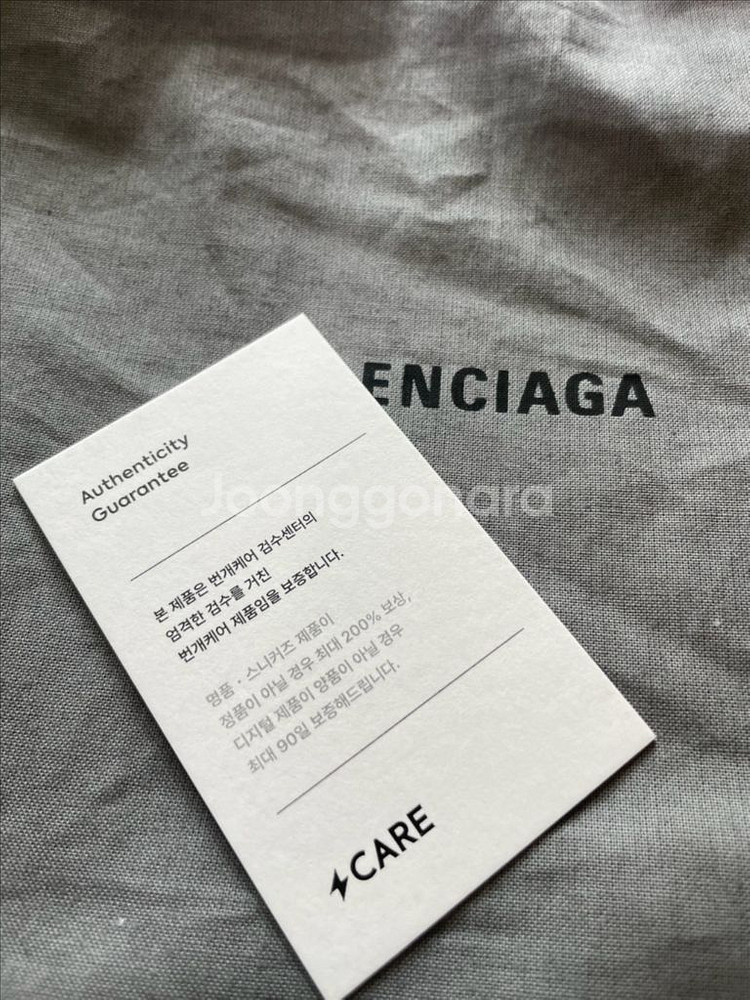 ENCIAGA
Authenticity
Guarantee
Joonggonara
본 제품은 번개케어 검수센터의
엄격한 검수를 거친
번개케어 제품임을 보증합니다.
명품・스니커즈 제품이
정품이 아닐 경우 최대 200% 보상,
디지털 제품이 양품이 아닐 경우
최대 90일 보증해드립니다.
CARE